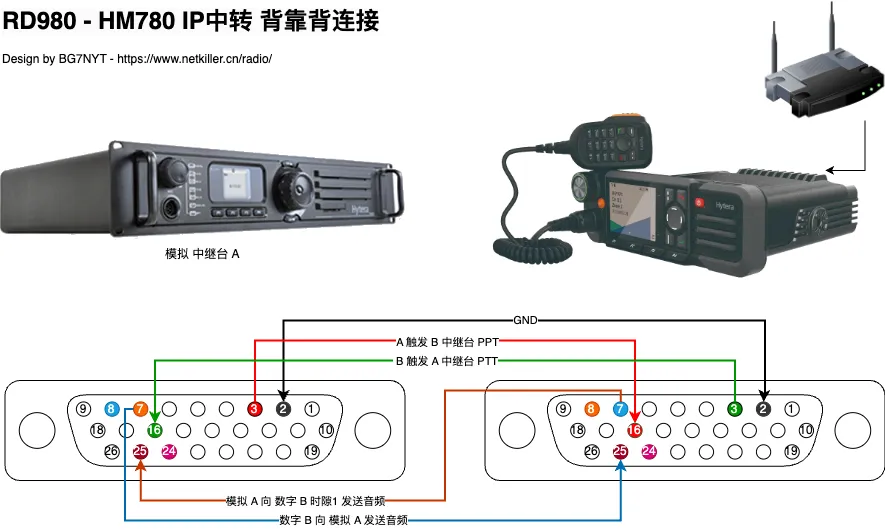 RD980 - HM780 IP中转 背靠背连接
Design by BG7NYT - https://www.netkiller.cn/radio/
Hytera
Hytera
模拟 中继台 A
GND
A 触发 B 中继台 PPT
B 触发 A 中继台 PTT
9 8 7 3 2 1
18 16 10
26 25 24 19
9 8 7 3 2 1
18 16 10
26 25 24 19
模拟 A 向 数字 B 时隙1 发送音频
数字 B 向 模拟 A 发送音频